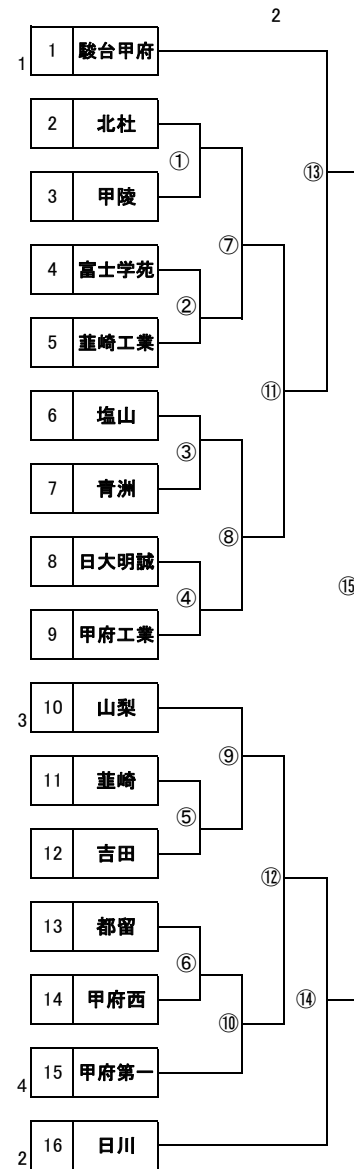 2
1 1 駿台甲府
2 北杜
⑬
①
3 甲陵
⑦
4 富士学苑
②
5 韮崎工業
⑪
6 塩山
③
7 青洲
⑧
8 日大明誠
⑮
④
9 甲府工業
3 10 山梨
⑨
11 韮崎
⑤
12 吉田
⑫
13 都留
⑥
14 甲府西
⑭
⑩
4 15 甲府第一
2 16 日川